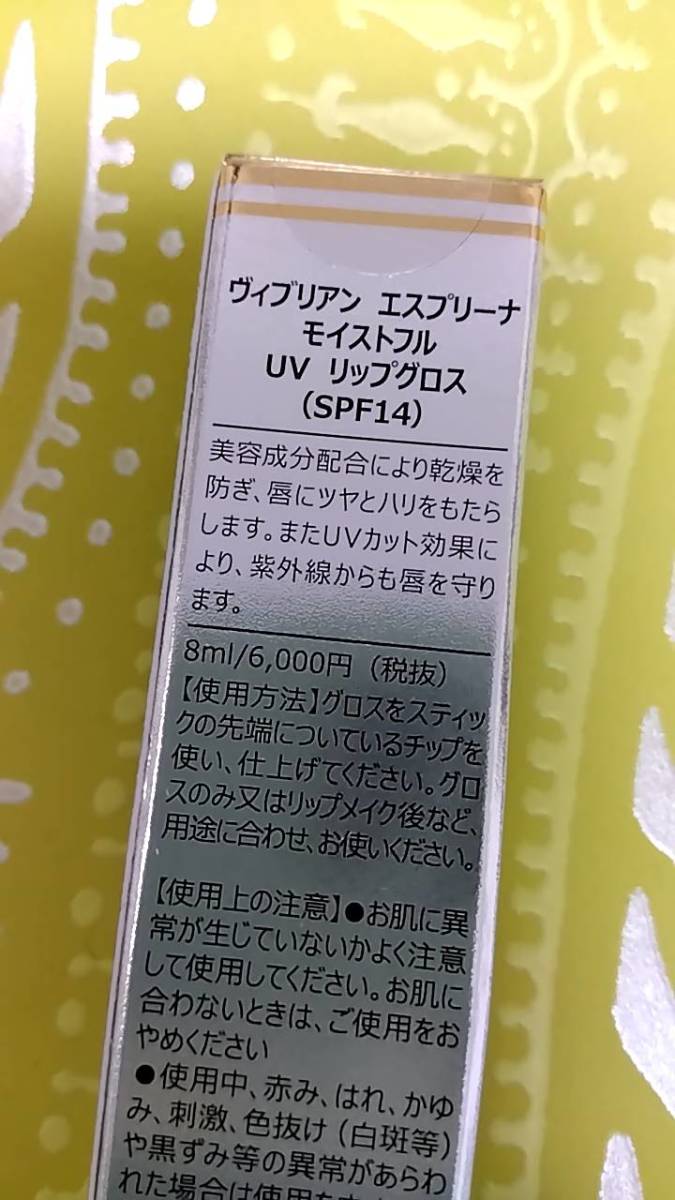 ヴィブリアン エスプリーナ
モイストフル
UV リップグロス
(SPF14)
美容成分配合により乾燥を
防ぎ、唇にツヤとハリをもたら
します。またUVカット効果に
より、紫外線からも唇を守り
ます。
8ml/6,000円（税抜）
【使用方法】グロスをスティッ
クの先端についているチップを
使い、仕上げてください。グロ
スのみ又はリップメイク後など、
用途に合わせ、お使いください。
【使用上の注意】●お肌に異
常が生じていないかよく注意
して使用してください。お肌に
合わないときは、ご使用をお
やめください
●使用中、赤み、はれ、かゆ
み、刺激、色抜け（白斑等）
や黒ずみ等の異常があらわ
れた場合は使用を